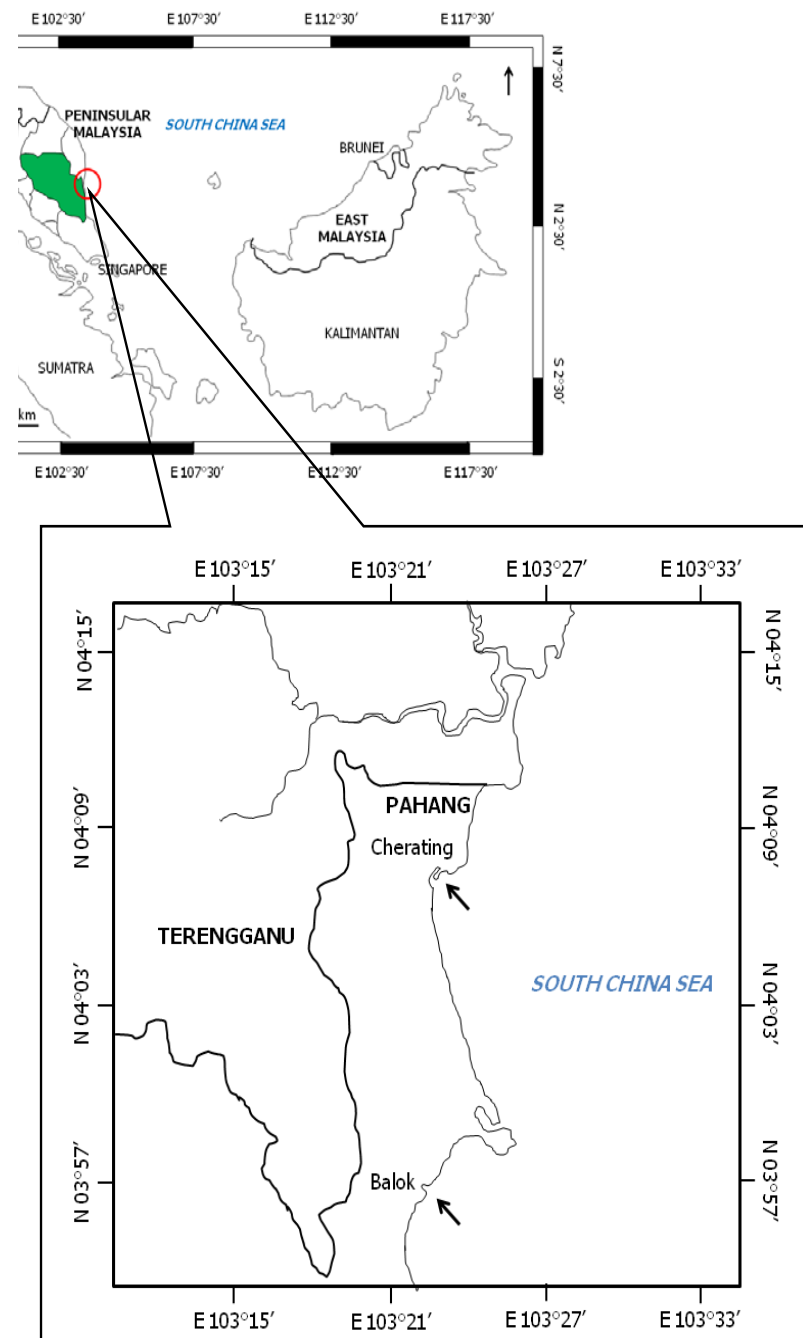 E 102°30′ E 107°30′ E 112°30′ E 117°30′
N 7°30′
PENINSULAR
MALAYSIA
SOUTH CHINA SEA
BRUNEI
EAST
MALAYSIA
N 2°30′
SINGAPORE
KALIMANTAN
SUMATRA
S 2°30′
km
E 102°30′ E 107°30′ E 112°30′ E 117°30′
E 103°15′ E 103°21′ E 103°27′ E 103°33′
N 04°15′ N 04°15′
PAHANG
N 04°09′ N 04°09′
Cherating
TERENGGANU
SOUTH CHINA SEA
N 04°03′ N 04°03′
Balok
N 03°57′ N 03°57′
E 103°15′ E 103°21′ E 103°27′ E 103°33′